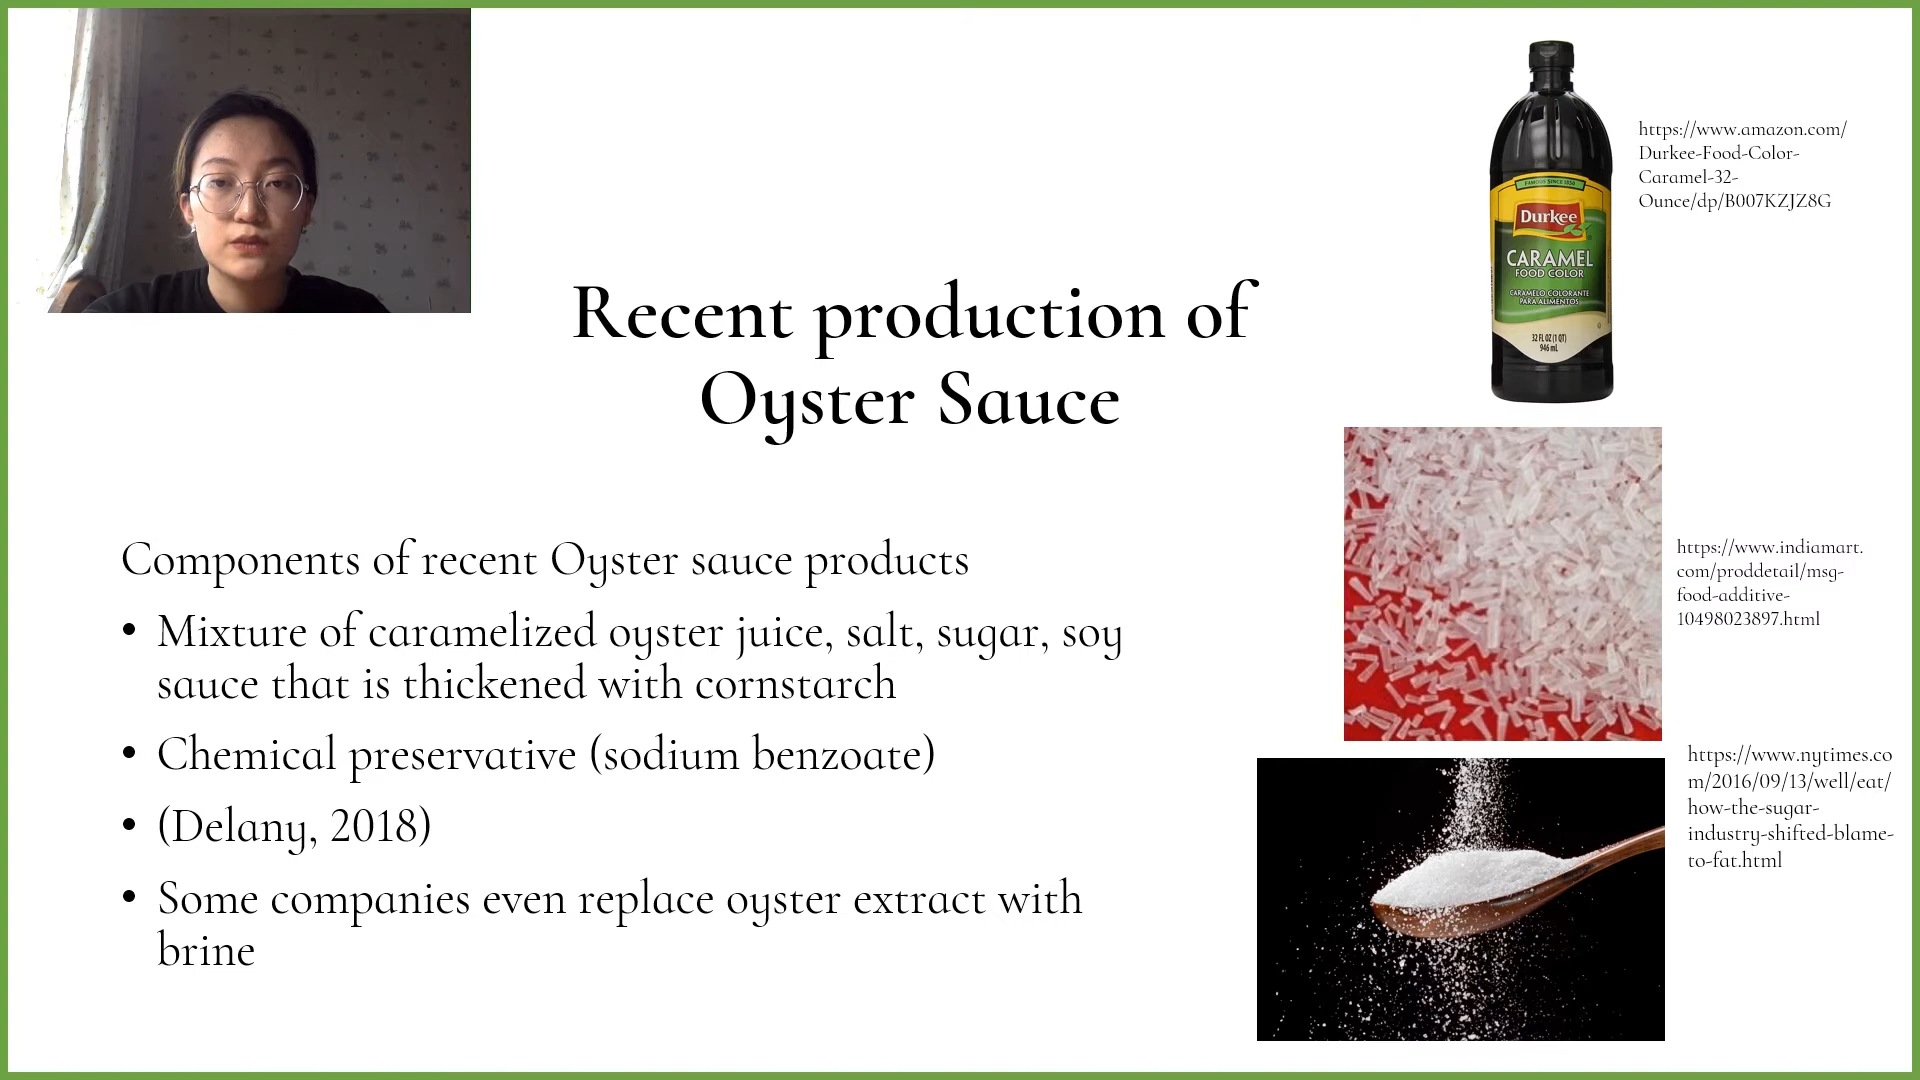 Recent production of
Oyster Sauce
Components of recent Oyster sauce products
• Mixture of caramelized oyster juice, salt, sugar, soy
sauce that is thickened with cornstarch
• Chemical preservative (sodium benzoate)
• (Delany, 2018)
• Some companies even replace oyster extract with
brine
FAMOUS SINCE 1850
Durkee
CARAMEL
FOOD COLOR
CARAMELO COLORANTE
PARA ALIMENTOS
32 FL OZ (1 QT)
946 mL
https://www.amazon.com/
Durkee-Food-Color-
Caramel-32-
Ounce/dp/B007KZJZ8G
https://www.indiamart.
com/proddetail/msg-
food-additive-
10498023897.html
https://www.nytimes.co
m/2016/09/13/well/eat/
how-the-sugar-
industry-shifted-blame-
to-fat.html